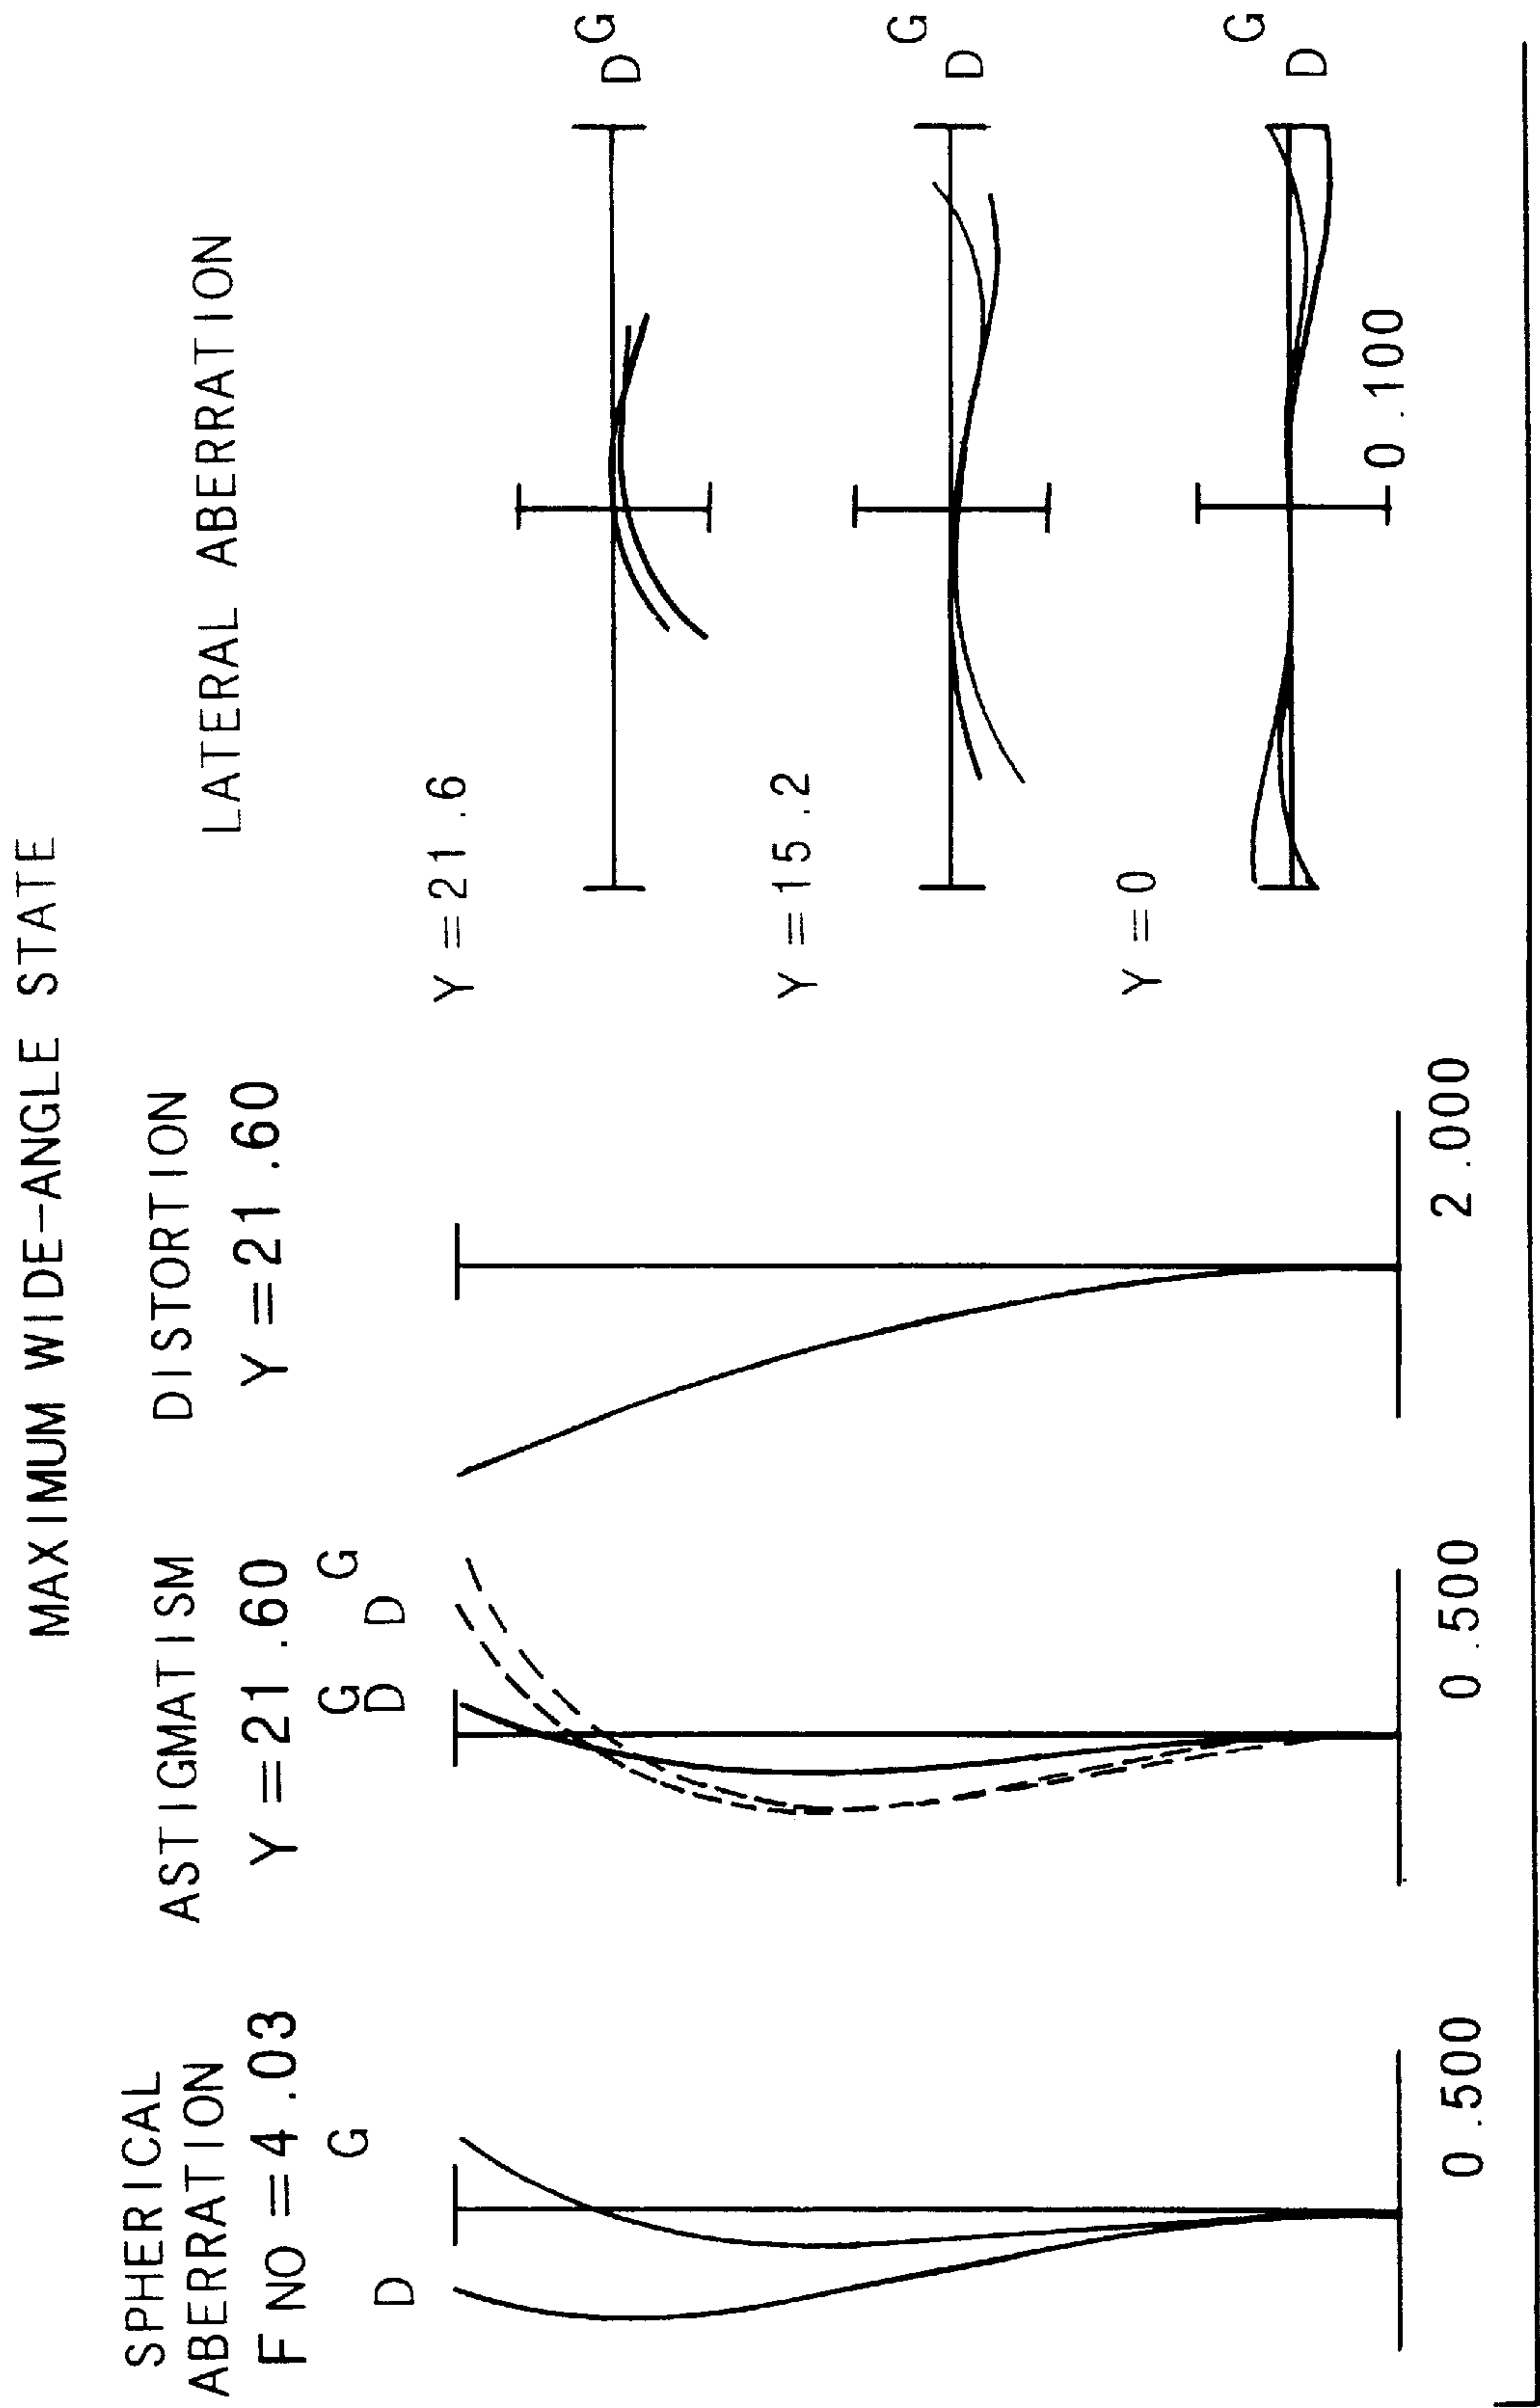 MAXIMUM WIDE-ANGLE STATE
SPHERICAL
ABERRATION
F NO = 4.03
G
D
0.500
ASTIGMATISM
Y = 21.60
G
G
D
D
0.500
DISTORTION
Y = 21.60
2.000
LATERAL ABERRATION
Y = 21.6
G
D
Y = 15.2
G
D
Y = 0
G
D
0.100